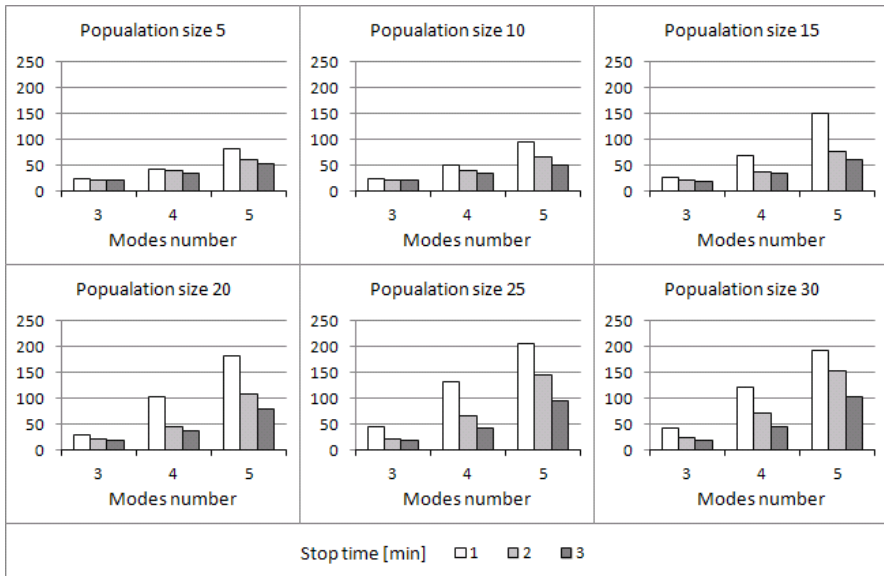 Popualation size 5
250
200
150
100
50
0
3 4 5
Modes number
Popualation size 10
250
200
150
100
50
0
3 4 5
Modes number
Popualation size 15
250
200
150
100
50
0
3 4 5
Modes number
Popualation size 20
250
200
150
100
50
0
3 4 5
Modes number
Popualation size 25
250
200
150
100
50
0
3 4 5
Modes number
Popualation size 30
250
200
150
100
50
0
3 4 5
Modes number
Stop time [min] 1 2 3